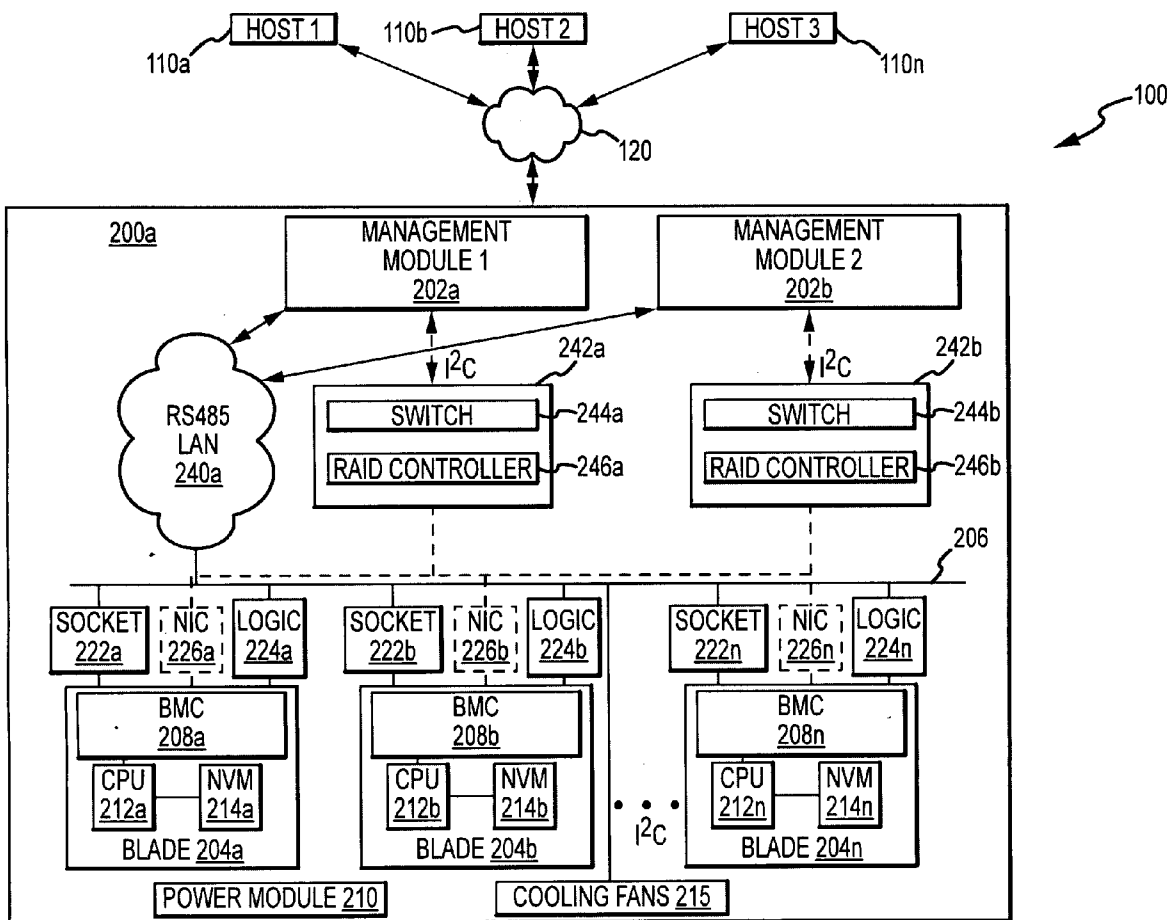 HOST 1
110b
HOST 2
HOST 3
110a
110n
100
120
200a
MANAGEMENT
MODULE 1
202a
MANAGEMENT
MODULE 2
202b
I²C
242a
I²C
242b
RS485
LAN
240a
SWITCH
244a
RAID CONTROLLER
246a
SWITCH
244b
RAID CONTROLLER
246b
206
SOCKET
222a
NIC
226a
LOGIC
224a
SOCKET
222b
NIC
226b
LOGIC
224b
SOCKET
222n
NIC
226n
LOGIC
224n
BMC
208a
BMC
208b
BMC
208n
CPU
212a
NVM
214a
CPU
212b
NVM
214b
CPU
212n
NVM
214n
BLADE 204a
BLADE 204b
I²C
BLADE 204n
POWER MODULE 210
COOLING FANS 215